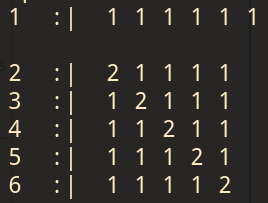 1 :| 1 1 1 1 1 1
2 :| 2 1 1 1 1
3 :| 1 2 1 1 1
4 :| 1 1 2 1 1
5 :| 1 1 1 2 1
6 :| 1 1 1 1 2